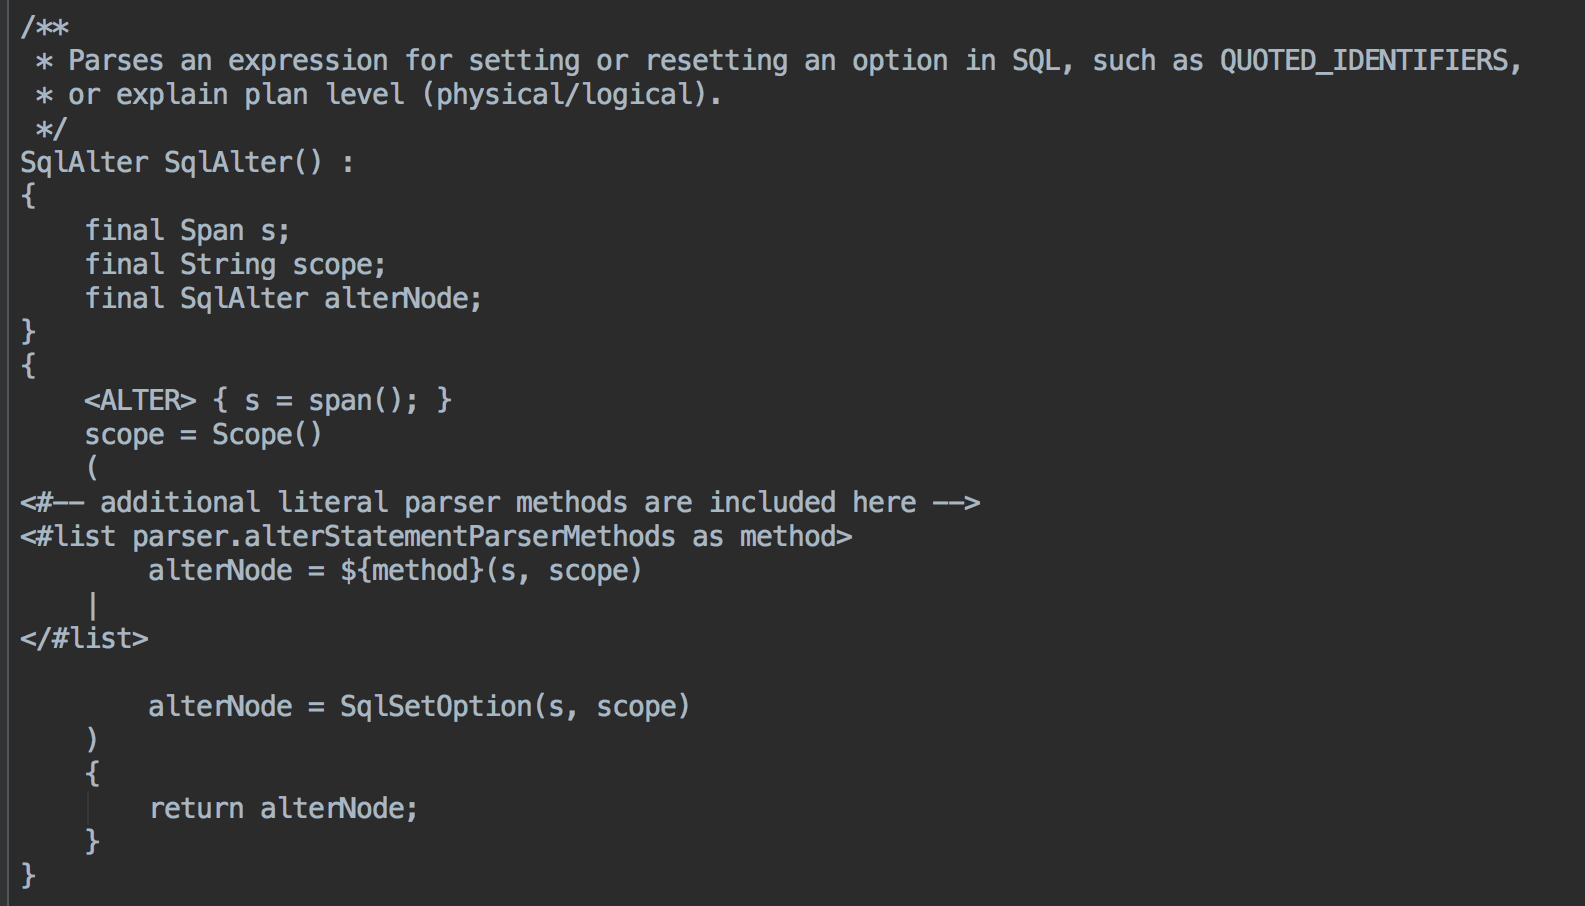 /**
 * Parses an expression for setting or resetting an option in SQL, such as QUOTED_IDENTIFIERS,
 * or explain plan level (physical/logical).
 */
SqlAlter SqlAlter() :
{
    final Span s;
    final String scope;
    final SqlAlter alterNode;
}
{
    <ALTER> { s = span(); }
    scope = Scope()
    (
<#-- additional literal parser methods are included here -->
<#list parser.alterStatementParserMethods as method>
        alterNode = ${method}(s, scope)
    |
</#list>

        alterNode = SqlSetOption(s, scope)
    )
    {
        return alterNode;
    }
}